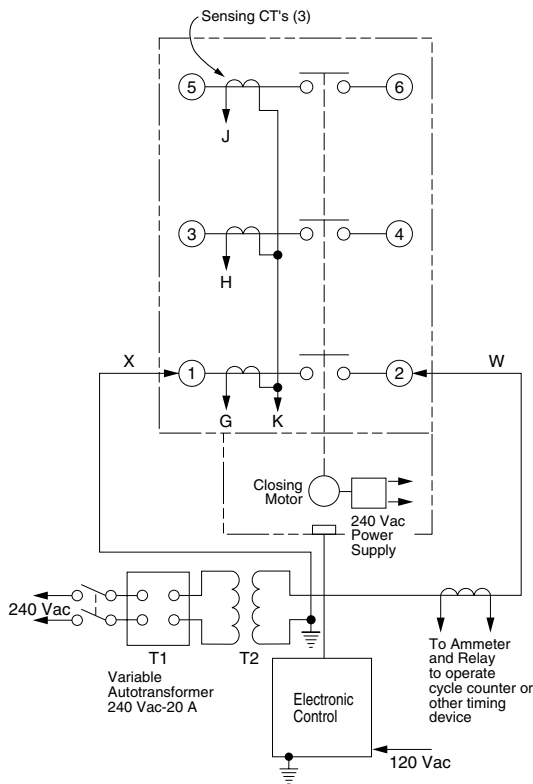 Sensing CT's (3)
5
6
J
3
4
H
X
1
2
W
G
K
Closing
Motor
240 Vac
Power
Supply
240 Vac
T1
T2
Variable
Autotransformer
240 Vac-20 A
To Ammeter
and Relay
to operate
cycle counter or
other timing
device
Electronic
Control
120 Vac